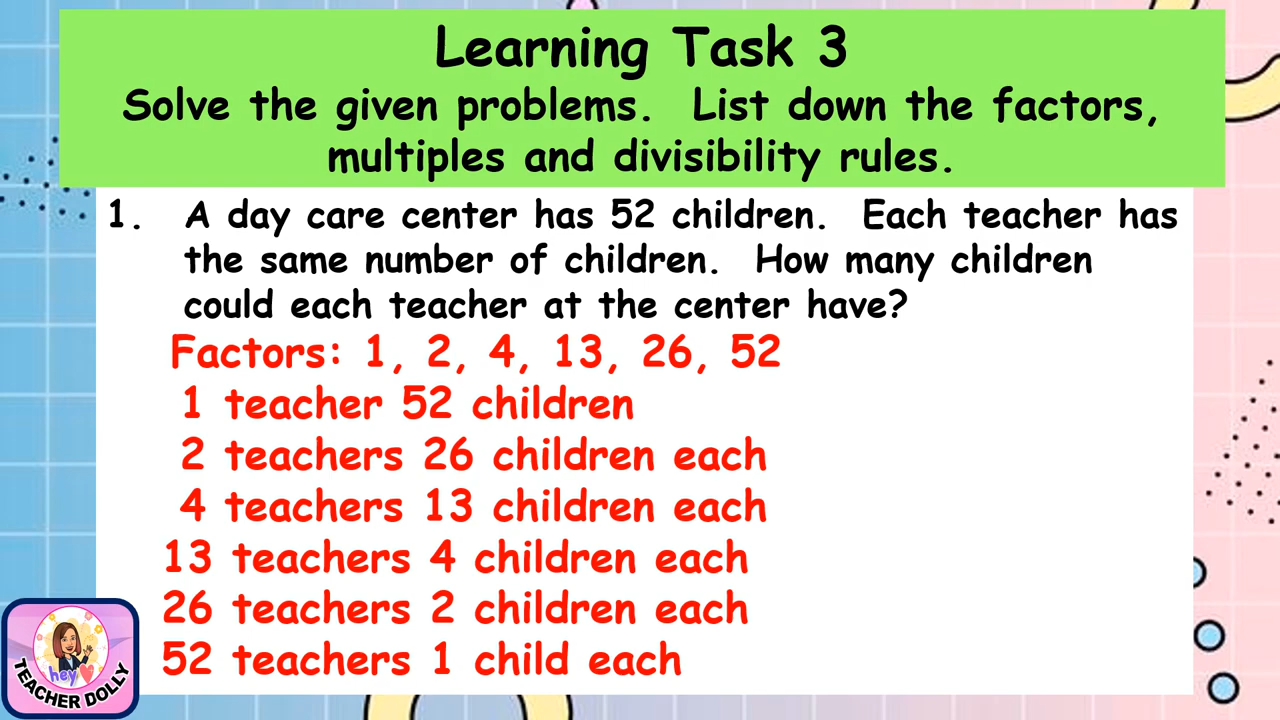 Learning Task 3
Solve the given problems. List down the factors,
multiples and divisibility rules.
1. A day care center has 52 children. Each teacher has
the same number of children. How many children
could each teacher at the center have?
Factors: 1, 2, 4, 13, 26, 52
1 teacher 52 children
2 teachers 26 children each
4 teachers 13 children each
13 teachers 4 children each
26 teachers 2 children each
52 teachers 1 child each
hey
TEACHER DOLLY